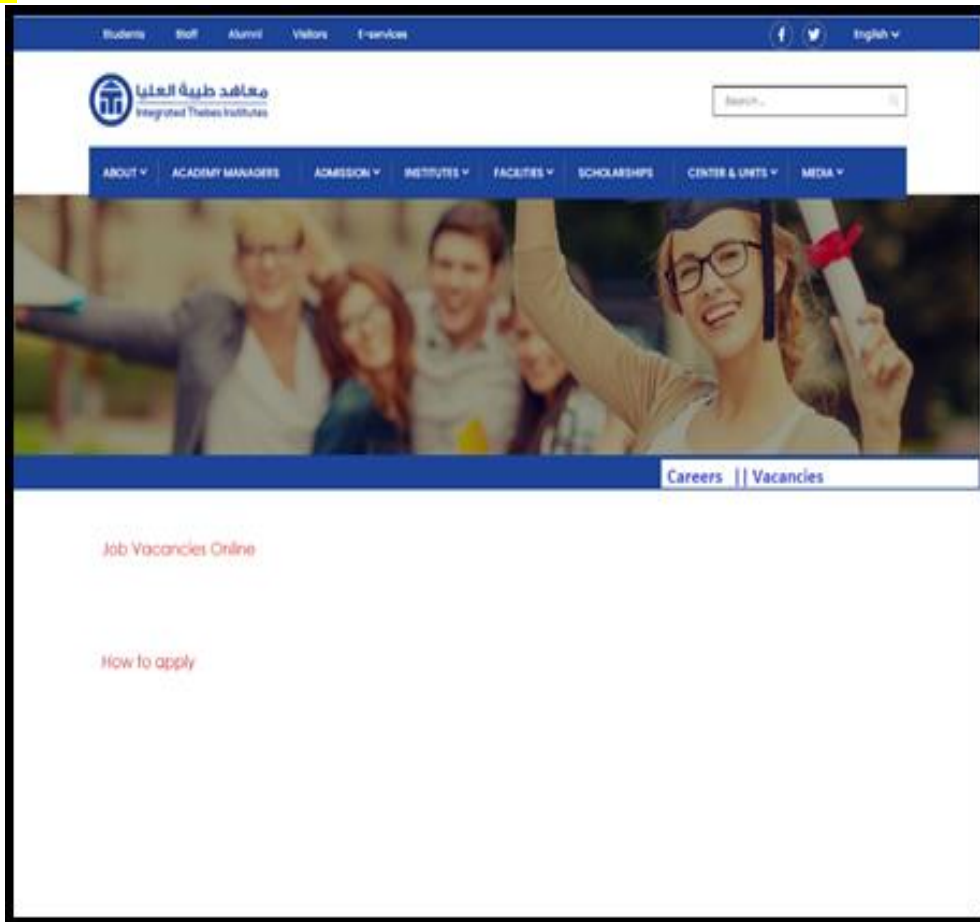 Students Staff Alumni Visitors E-services English
معاهد طيبة العليا
Integrated Thebes Institutes
Search...
ABOUT ACADEMY MANAGERS ADMISSION INSTITUTES FACILITIES SCHOLARSHIPS CENTER & UNITS MEDIA
Careers || Vacancies
Job Vacancies Online
How to apply